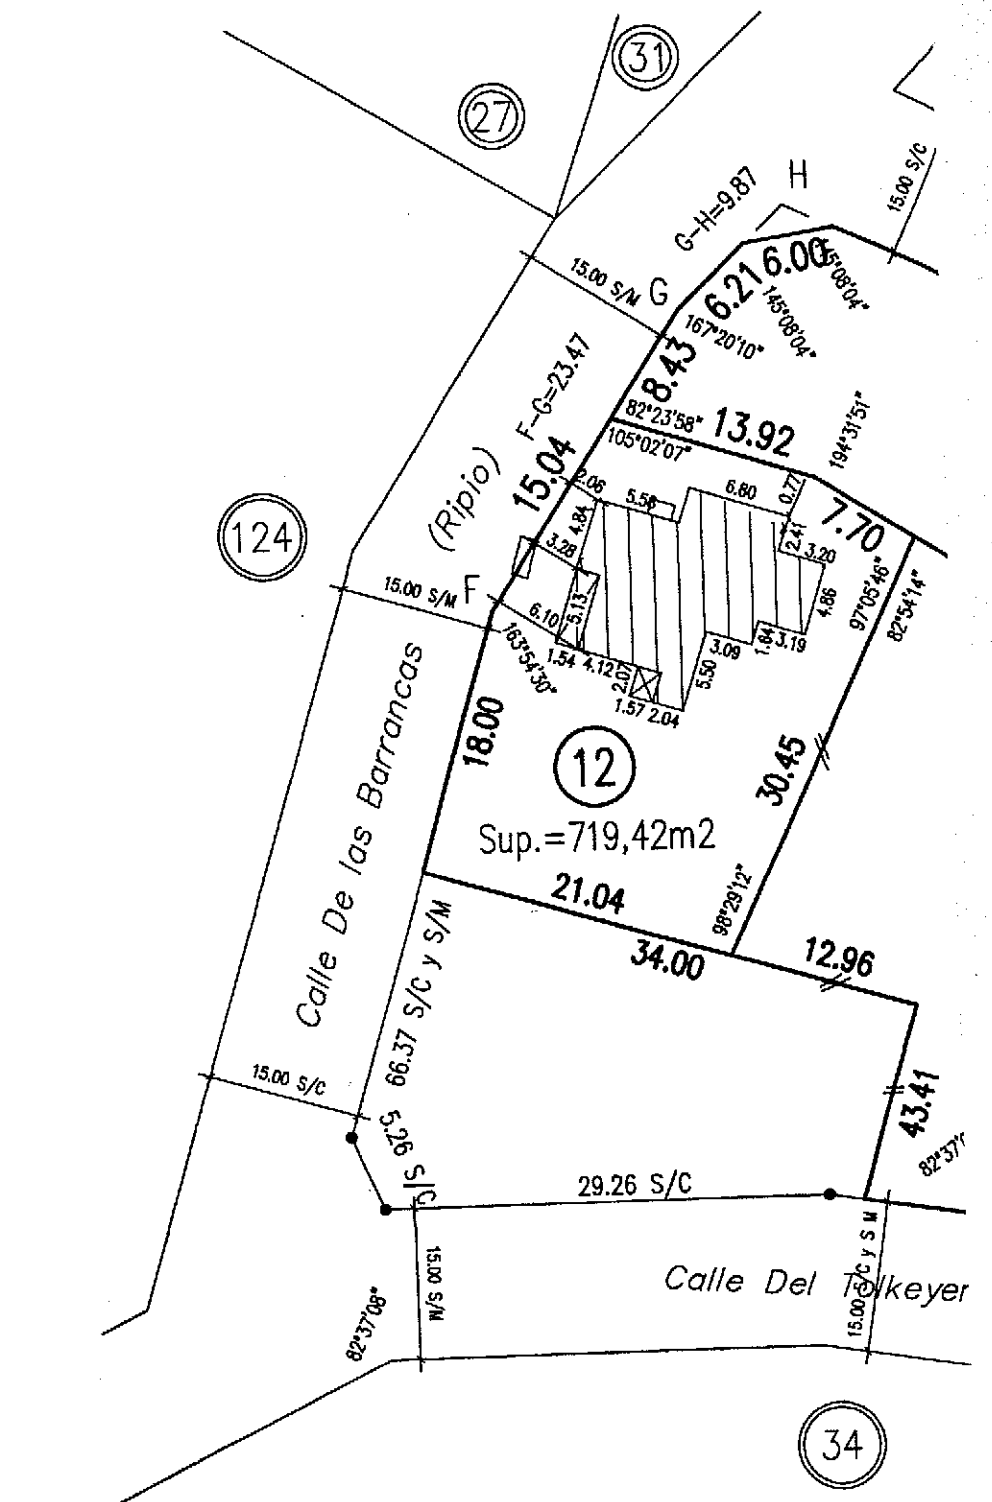 31
27
H
15.00 S/C
G-H=9.87
6.00
15.00 S/M
G
6.21
145°08'04"
167°20'10"
8.43
F-G=23.47
82°23'58"
13.92
194°31'51"
105°02'07"
15.04
(Ripio)
2.06
5.58
6.80
0.77
7.70
4.84
2.41
3.20
124
3.28
97°05'46"
82°54'14"
15.00 S/M
F
6.10
5.13
4.86
163°54'30"
1.54
4.12
2.07
3.09
1.64
3.19
5.50
1.57
2.04
18.00
12
30.45
Sup.=719,42m2
Calle De las Barrancas
21.04
98°29'12"
34.00
12.96
66.37 S/C y S/M
15.00 S/C
43.41
5.26 S/C
82°37'
29.26 S/C
15.00 S/M
Calle Del Tolkeyer
15.00 S/C y S M
82°37'08"
34